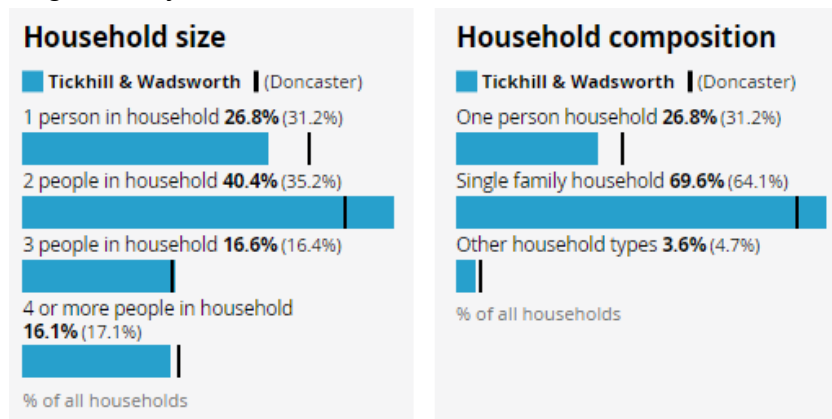 Household size
Tickhill & Wadsworth (Doncaster)
1 person in household 26.8% (31.2%)
2 people in household 40.4% (35.2%)
3 people in household 16.6% (16.4%)
4 or more people in household
16.1% (17.1%)
% of all households
Household composition
Tickhill & Wadsworth (Doncaster)
One person household 26.8% (31.2%)
Single family household 69.6% (64.1%)
Other household types 3.6% (4.7%)
% of all households